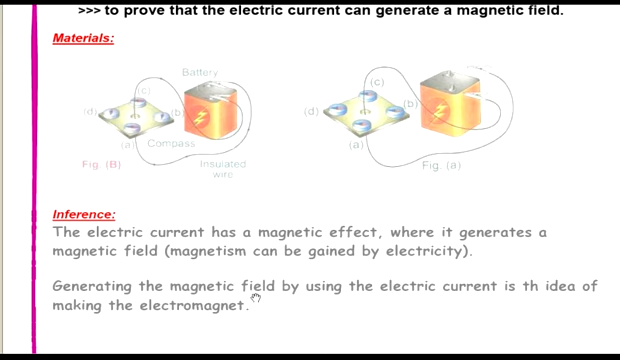 >>> to prove that the electric current can generate a magnetic field.
Materials:
Battery
(c)
(d)
(b)
(a)
Compass
Fig. (B)
Insulated
wire
(c)
(b)
(d)
(a)
Fig. (a)
Inference:
The electric current has a magnetic effect, where it generates a
magnetic field (magnetism can be gained by electricity).
Generating the magnetic field by using the electric current is th idea of
making the electromagnet.